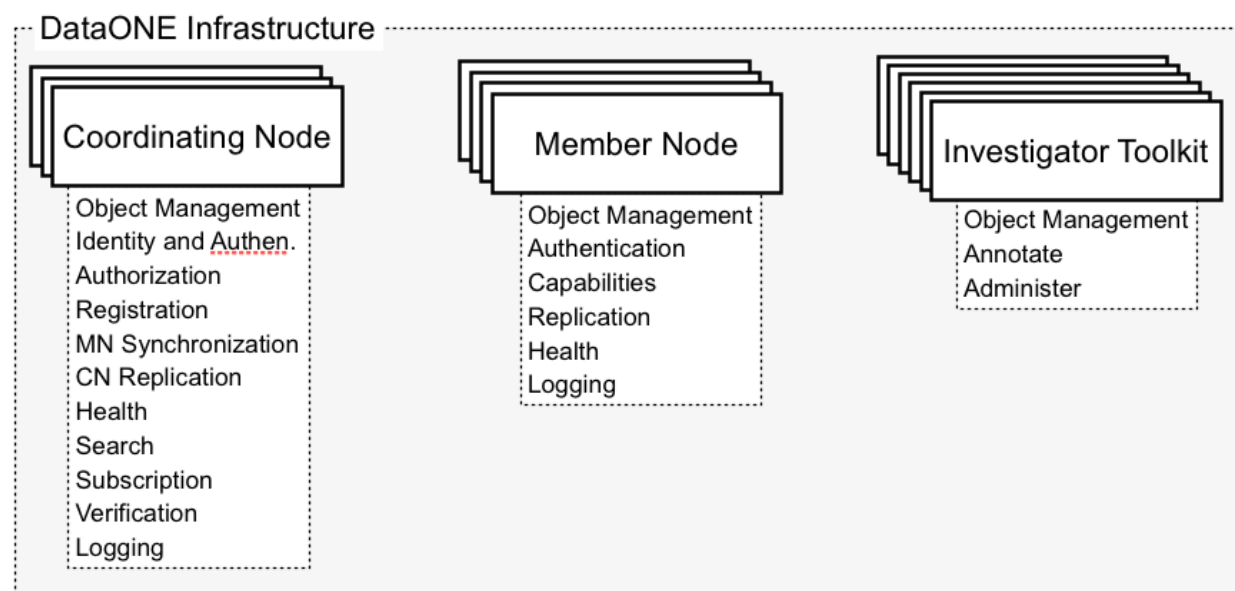 DataONE Infrastructure
Coordinating Node
Object Management
Identity and Authen.
Authorization
Registration
MN Synchronization
CN Replication
Health
Search
Subscription
Verification
Logging
Member Node
Object Management
Authentication
Capabilities
Replication
Health
Logging
Investigator Toolkit
Object Management
Annotate
Administer